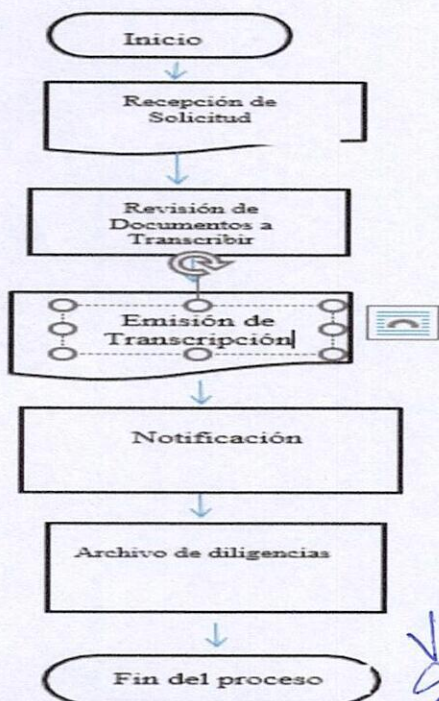 Inicio
Recepción de
Solicitud
Revisión de
Documentos a
Transcribir
Emisión de
Transcripción
Notificación
Archivo de diligencias
Fin del proceso